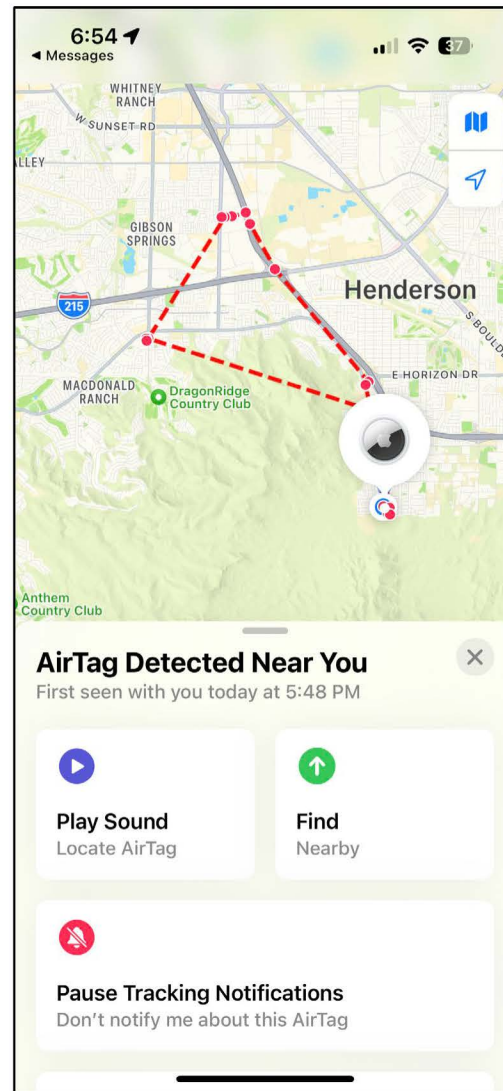 6:54
◀ Messages
37
WHITNEY
RANCH
W SUNSET RD
LLEY
GIBSON
SPRINGS
Henderson
215
S BOULD
E HORIZON DR
MACDONALD
RANCH
DragonRidge
Country Club
Anthem
Country Club
AirTag Detected Near You
First seen with you today at 5:48 PM
Play Sound
Locate AirTag
Find
Nearby
Pause Tracking Notifications
Don't notify me about this AirTag